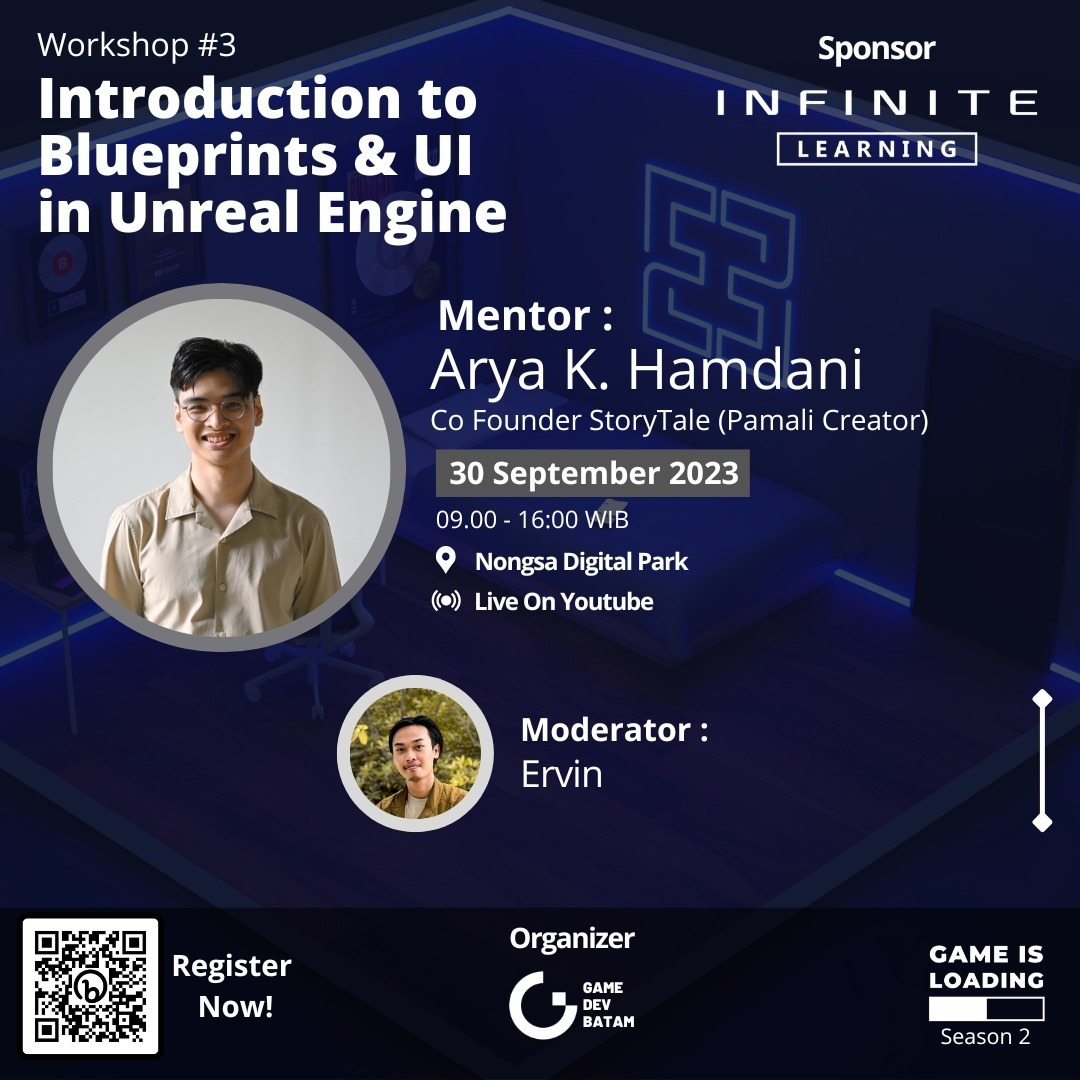 Workshop #3
Introduction to
Blueprints & UI
in Unreal Engine
Sponsor
INFINITE
LEARNING
Mentor :
Arya K. Hamdani
Co Founder StoryTale (Pamali Creator)
30 September 2023
09.00 - 16:00 WIB
Nongsa Digital Park
Live On Youtube
Moderator :
Ervin
Register
Now!
Organizer
GAME
DEV
BATAM
GAME IS
LOADING
Season 2